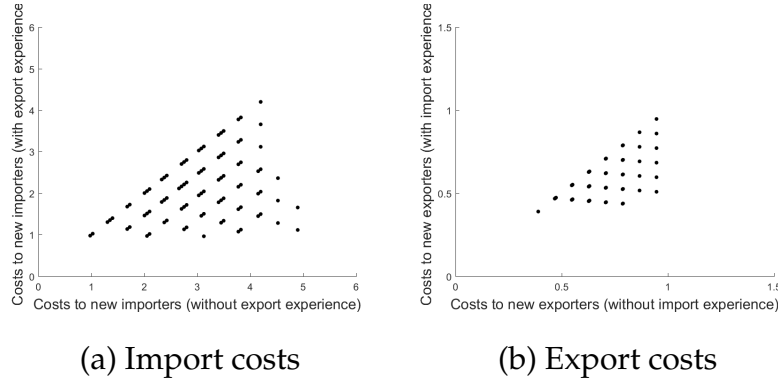 Costs to new importers (with export experience
6
5
4
3
2
1
0
0 1 2 3 4 5 6
Costs to new importers (without export experience)
(a) Import costs
Costs to new exporters (with import experience
1.5
1
0.5
0
0 0.5 1 1.5
Costs to new exporters (without import experience)
(b) Export costs